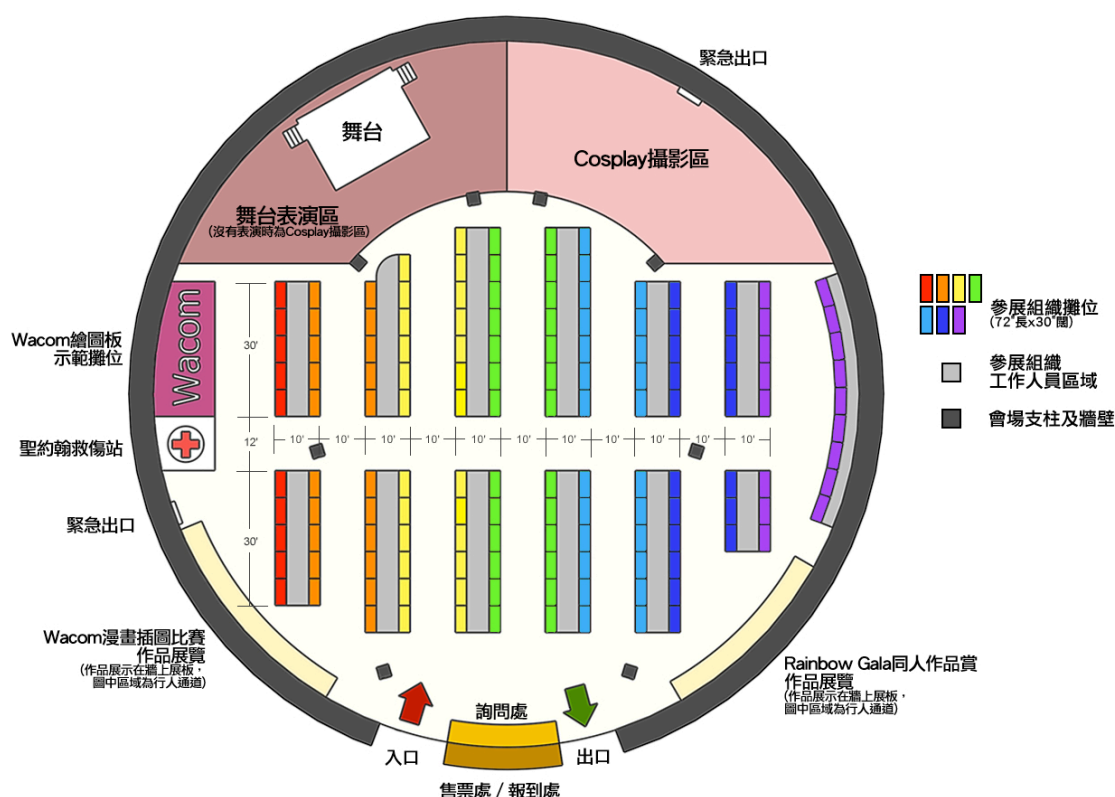 緊急出口
舞台
Cosplay攝影區
舞台表演區
(沒有表演時為Cosplay攝影區)
Wacom繪圖板
示範攤位
Wacom
30'
參展組織攤位
(72"長x30"闊)
參展組織
工作人員區域
會場支柱及牆壁
聖約翰救傷站
12'
10' 10' 10' 10' 10' 10' 10' 10' 10' 10' 10'
緊急出口
30'
Wacom漫畫插圖比賽
作品展覽
(作品展示在牆上展板，
圖中區域為行人通道)
Rainbow Gala同人作品賞
作品展覽
(作品展示在牆上展板，
圖中區域為行人通道)
詢問處
入口
出口
售票處 / 報到處